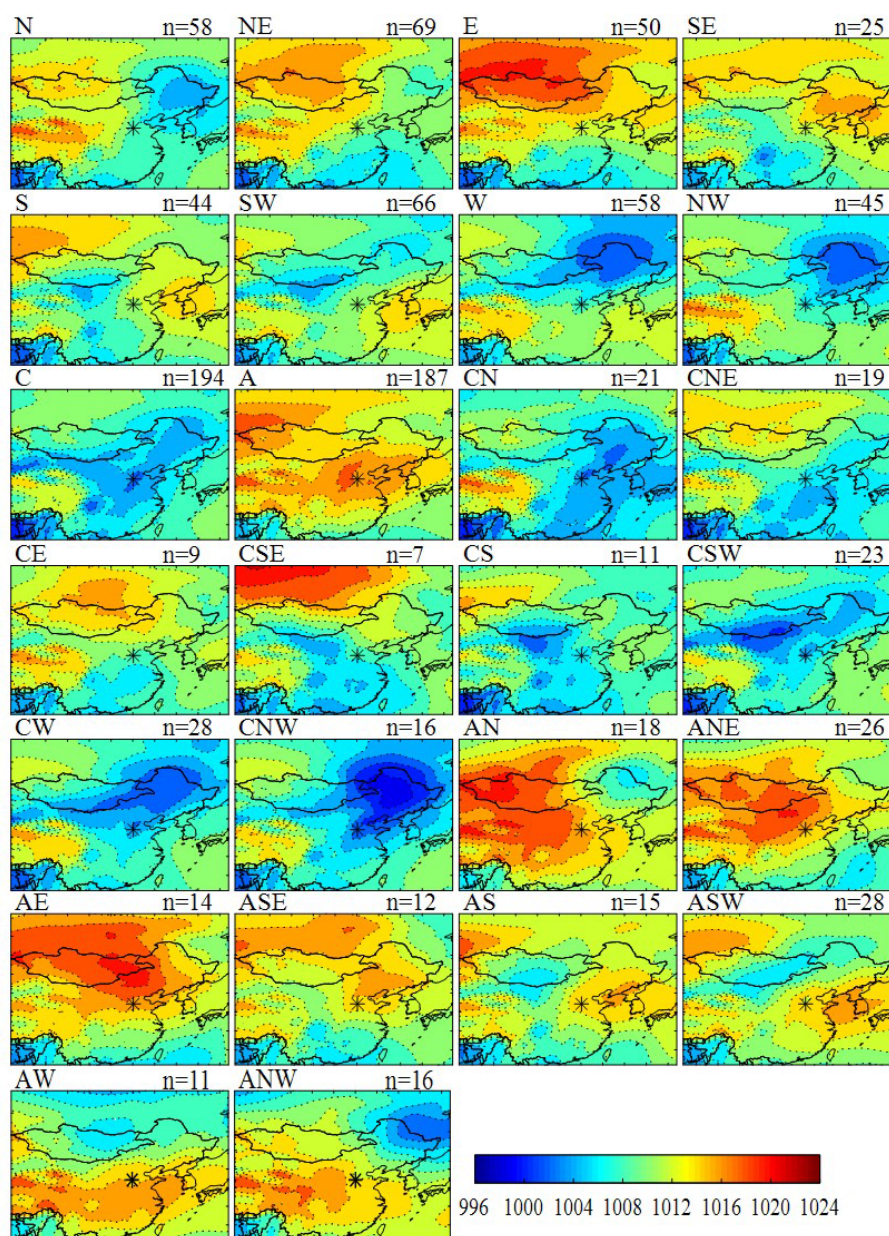 N n=58 NE n=69 E n=50 SE n=25
S n=44 SW n=66 W n=58 NW n=45
C n=194 A n=187 CN n=21 CNE n=19
CE n=9 CSE n=7 CS n=11 CSW n=23
CW n=28 CNW n=16 AN n=18 ANE n=26
AE n=14 ASE n=12 AS n=15 ASW n=28
AW n=11 ANW n=16
996 1000 1004 1008 1012 1016 1020 1024